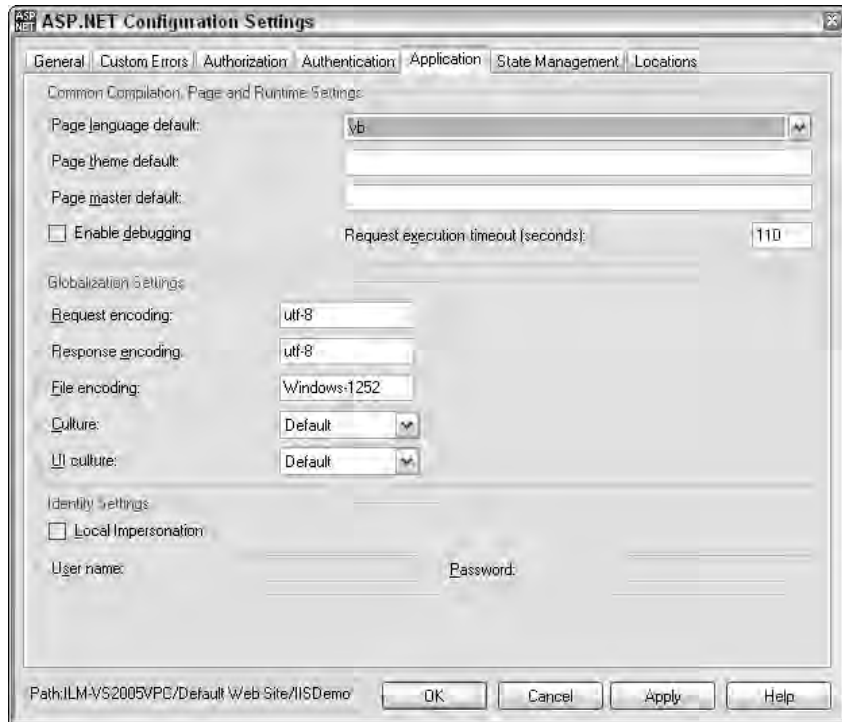 ASP.NET Configuration Settings
General Custom Errors Authorization Authentication Application State Management Locations
Common Compilation, Page and Runtime Settings
Page language default: vb
Page theme default:
Page master default:
Enable debugging Request execution timeout (seconds): 110
Globalization Settings
Request encoding: utf-8
Response encoding: utf-8
File encoding: Windows-1252
Culture: Default
UI culture: Default
Identity Settings
Local Impersonation
User name: Password:
Path:ILM-VS2005VPC/Default Web Site/IISDemo OK Cancel Apply Help